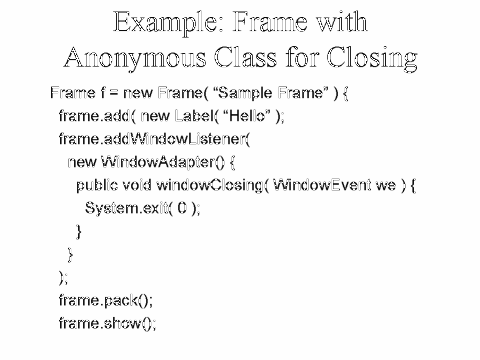 Example: Frame with
Anonymous Class for Closing
Frame f = new Frame( “Sample Frame” ) {
frame.add( new Label( “Hello” );
frame.addWindowListener(
new WindowAdapter() {
public void windowClosing( WindowEvent we ) {
System.exit( 0 );
}
}
);
frame.pack();
frame.show();